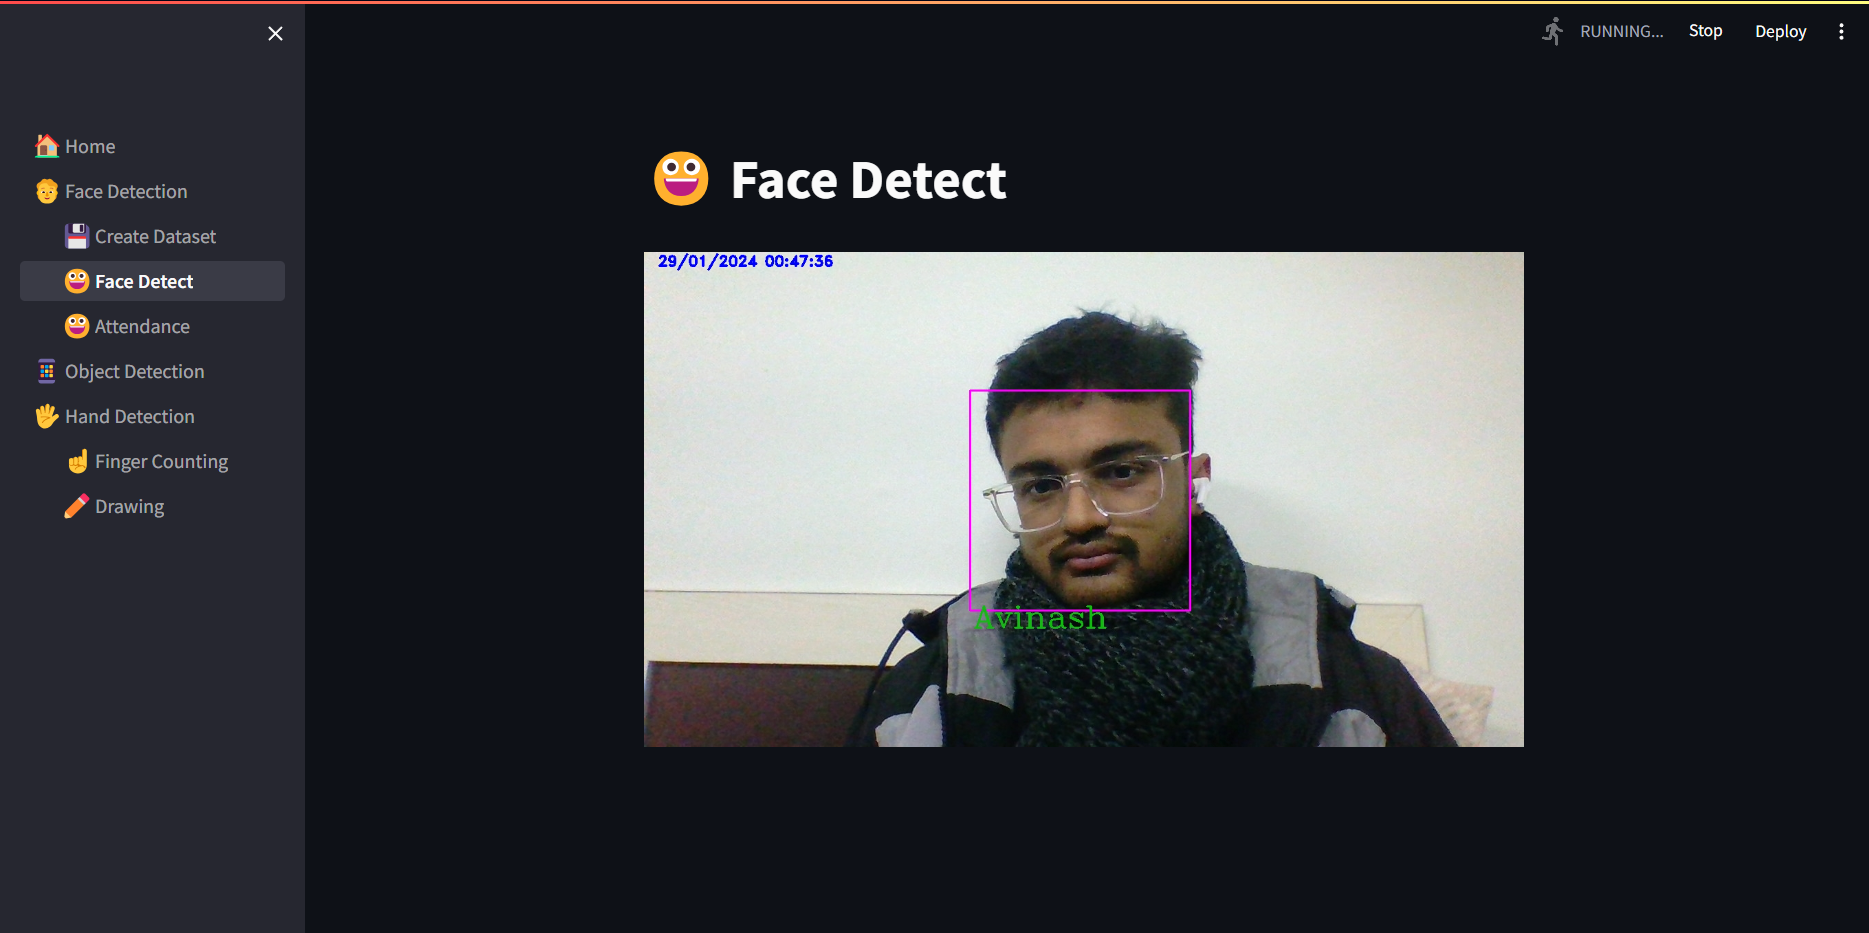 RUNNING... Stop Deploy
Home
Face Detection
Create Dataset
Face Detect
Attendance
Object Detection
Hand Detection
Finger Counting
Drawing
Face Detect
29/01/2024 00:47:36
Avinash